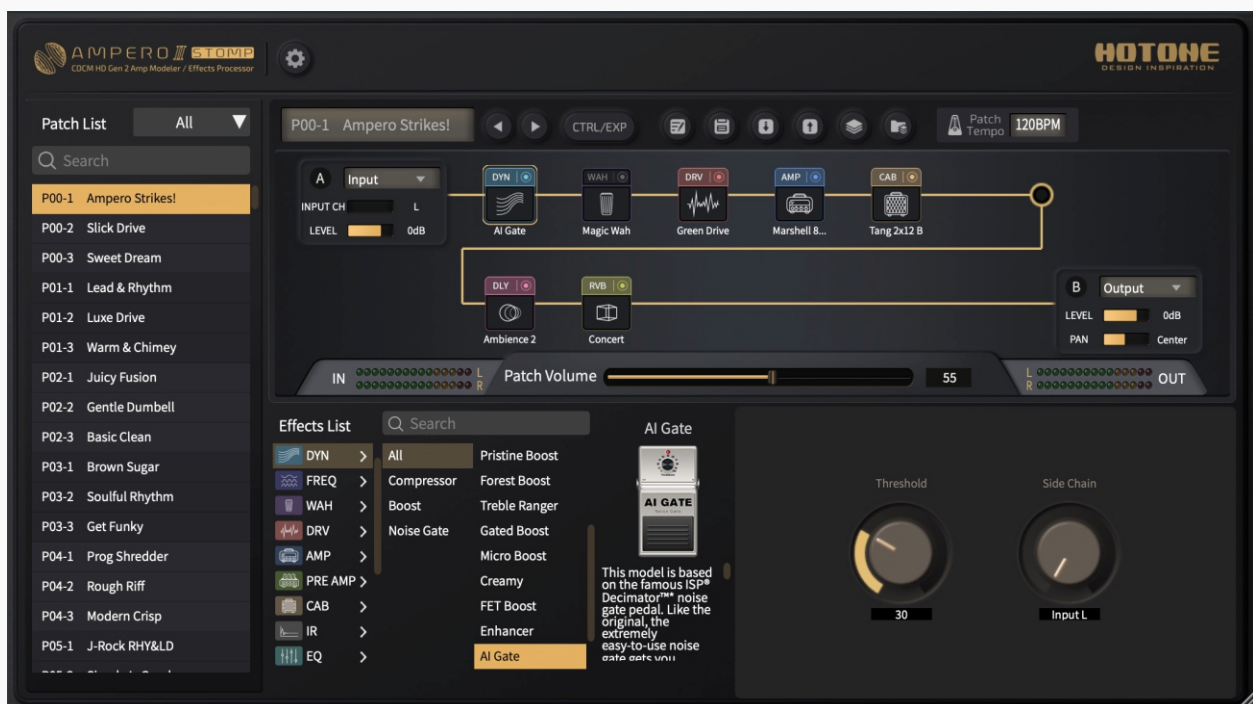 AMPERO II STOMP
CDCM HD Gen 2 Amp Modeler / Effects Processor
HOTONE
DESIGN INSPIRATION
Patch List
All
Search
P00-1 Ampero Strikes!
P00-2 Slick Drive
P00-3 Sweet Dream
P01-1 Lead & Rhythm
P01-2 Luxe Drive
P01-3 Warm & Chimey
P02-1 Juicy Fusion
P02-2 Gentle Dumbell
P02-3 Basic Clean
P03-1 Brown Sugar
P03-2 Soulful Rhythm
P03-3 Get Funky
P04-1 Prog Shredder
P04-2 Rough Riff
P04-3 Modern Crisp
P05-1 J-Rock RHY&LD
P00-1 Ampero Strikes!
CTRL/EXP
Patch
Tempo
120BPM
A Input
INPUT CH L
LEVEL 0dB
DYN
AI Gate
WAH
Magic Wah
DRV
Green Drive
AMP
Marshell 8...
CAB
Tang 2x12 B
DLY
Ambience 2
RVB
Concert
B Output
LEVEL 0dB
PAN Center
IN
L
R
Patch Volume
55
L
R
OUT
Effects List
Search
DYN
FREQ
WAH
DRV
AMP
PRE AMP
CAB
IR
EQ
All
Compressor
Boost
Noise Gate
Pristine Boost
Forest Boost
Treble Ranger
Gated Boost
Micro Boost
Creamy
FET Boost
Enhancer
AI Gate
AI Gate
AI GATE
Noise Gate
This model is based
on the famous ISP®
Decimator™* noise
gate pedal. Like the
original, the
extremely
easy-to-use noise
gate gets you
Threshold
30
Side Chain
Input L